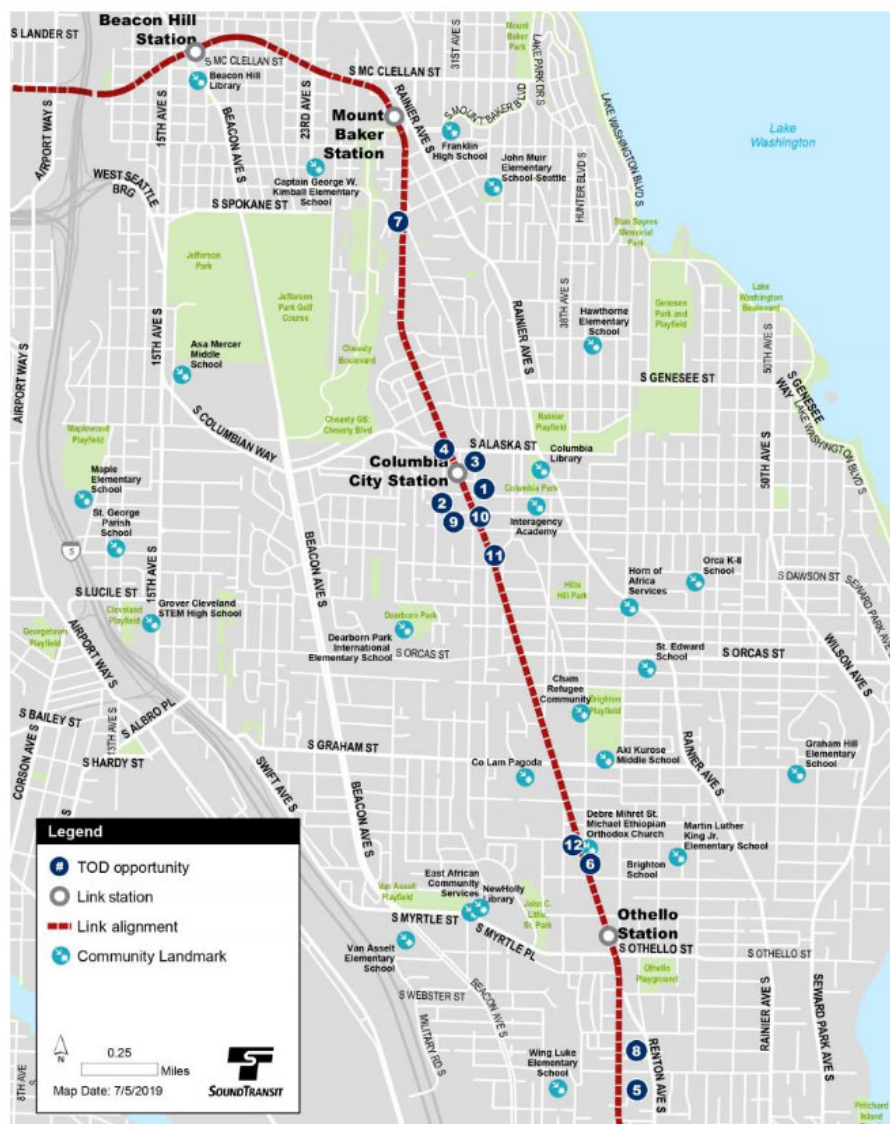 Beacon Hill
Station
S LANDER ST
S MC CLELLAN ST
Beacon Hill
Library
S MC CLELLAN ST
31ST AVE S
Mount
Baker
Park
LAKE PARK DR S
S MOUNT BAKER BLVD
LAKE WASHINGTON BLVD S
Lake
Washington
AIRPORT WAY S
15TH AVE S
BEACON AVE S
23RD AVE S
RAINIER AVE S
Mount
Baker
Station
Franklin
High School
John Muir
Elementary
School-Seattle
HUNTER BLVD S
Captain George W.
Kimball Elementary
School
WEST SEATTLE
BRG
S SPOKANE ST
7
Stan Sayres
Memorial
Park
Jefferson
Park
Jefferson
Park Golf
Course
Cheasty
Boulevard
15TH AVE S
Asa Mercer
Middle
School
RAINIER AVE S
38TH AVE S
Hawthorne
Elementary
School
Genesee
Park and
Playfield
Lake
Washington
Boulevard
50TH AVE S
S GENESEE ST
S GENESEE
WAY
LAKE WASHINGTON BLVD S
AIRPORT WAY S
S COLUMBIAN WAY
Cheasty GS:
Cheasty Blvd
Rainier
Playfield
Maplewood
Playfield
Maple
Elementary
School
St. George
Parish
School
S ALASKA ST
4
3
Columbia
City Station
1
2
9
10
11
Columbia
Library
Columbia Park
Interagency
Academy
50TH AVE S
5
15TH AVE S
BEACON AVE S
S LUCILE ST
Cleveland
Playfield
Grover Cleveland
STEM High School
Georgetown
Playfield
Dearborn Park
Dearborn Park
International
Elementary School
S ORCAS ST
Hitts
Hill Park
Horn of
Africa
Services
Orca K-8
School
S DAWSON ST
SEWARD PARK AVE S
WILSON AVE S
St. Edward
School
S ORCAS ST
AIRPORT WAY S
Cham
Refugee
Community
Brighton
Playfield
S BAILEY ST
13TH AVE S
S ALBRO PL
S HARDY ST
CORSON AVE S
SWIFT AVE S
S GRAHAM ST
Co Lam Pagoda
Aki Kurose
Middle School
RAINIER AVE S
Graham Hill
Elementary
School
BEACON AVE S
Debre Mihret St.
Michael Ethiopian
Orthodox Church
12
6
Martin Luther
King Jr.
Elementary School
Brighton
School
Van Asselt
Playfield
East African
Community
Services
NewHolly
Library
John C.
Little,
Sr. Park
S MYRTLE ST
S MYRTLE PL
Van Asselt
Elementary
School
Othello
Station
S OTHELLO ST
S OTHELLO ST
Othello
Playground
S WEBSTER ST
BEACON AVE S
MILITARY RD S
RAINIER AVE S
SEWARD PARK AVE S
Wing Luke
Elementary
School
8
5
RENTON AVE S
Pritchard
Island
8TH AVE
Legend
# TOD opportunity
Link station
Link alignment
Community Landmark
N
0.25
Miles
Map Date: 7/5/2019
SOUNDTRANSIT